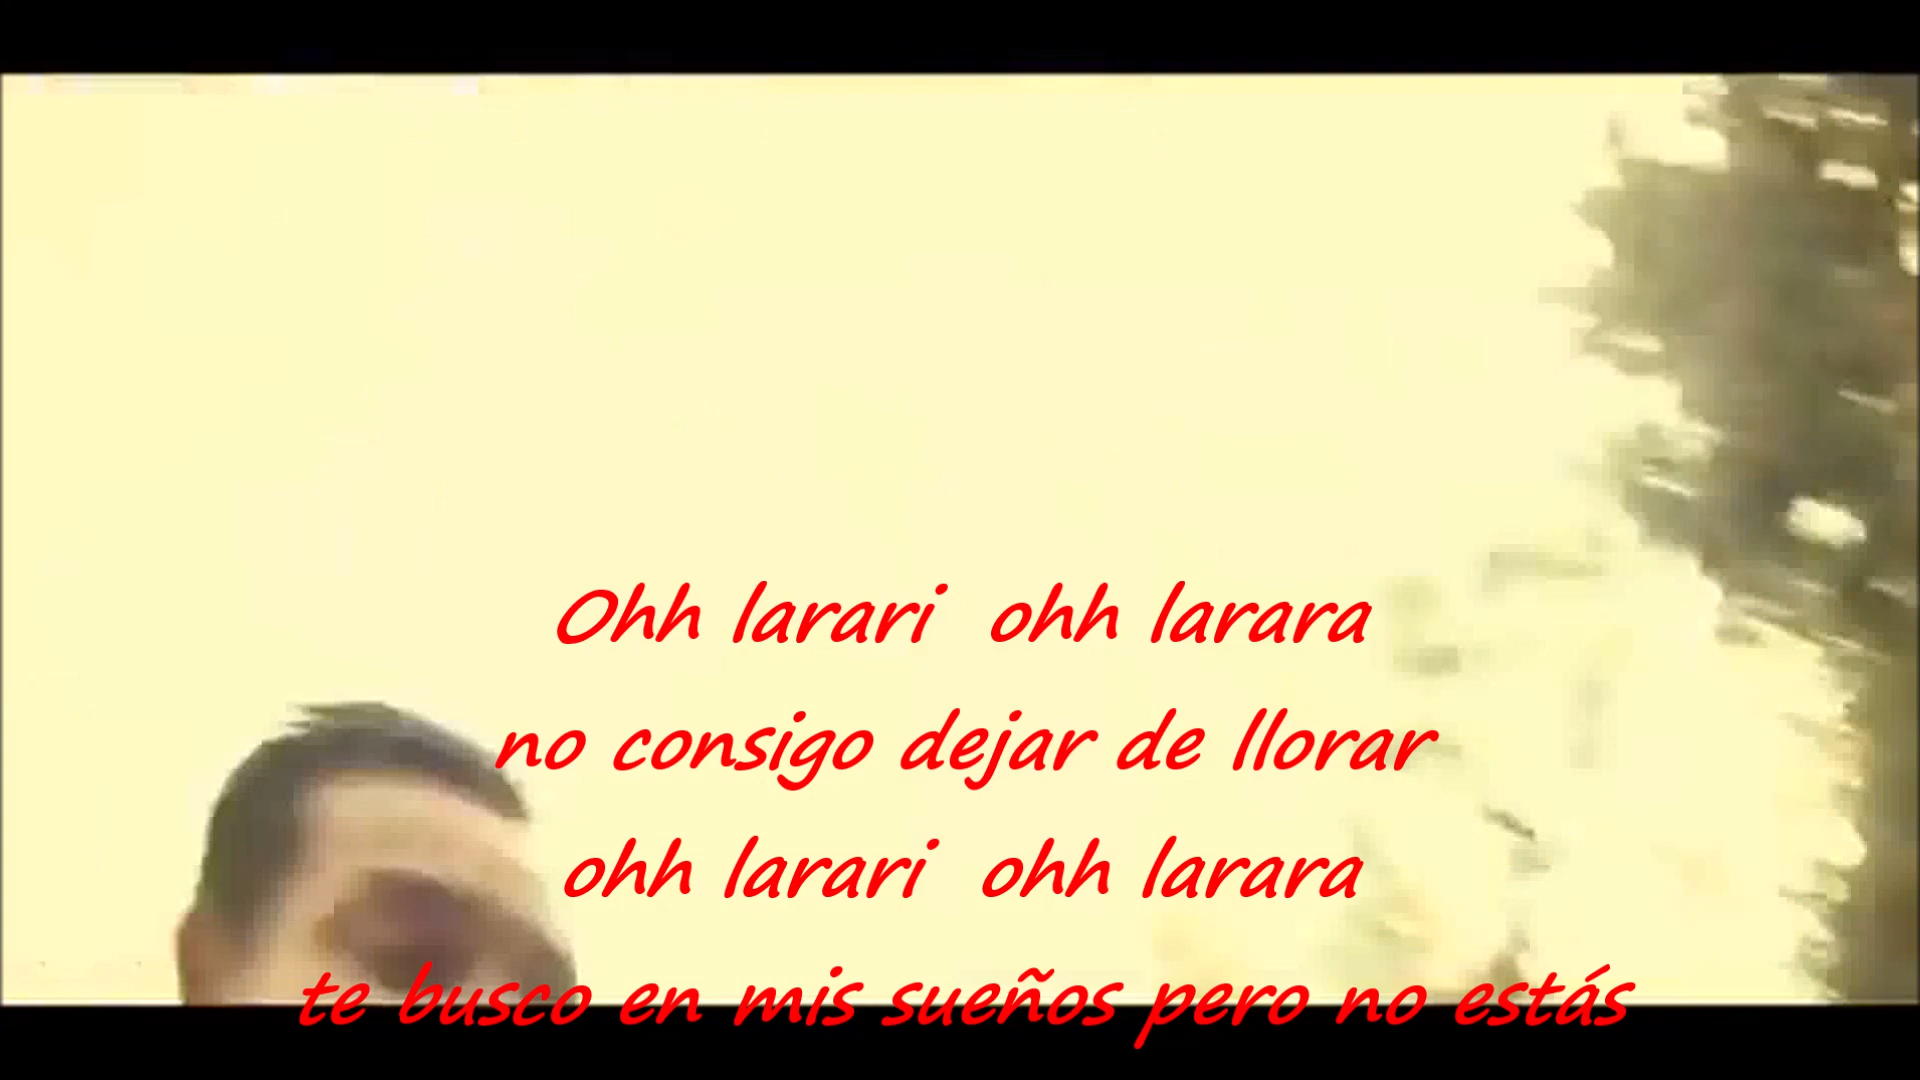 Ohh larari ohh larara
no consigo dejar de llorar
ohh larari ohh larara
te busco en mis sueños pero no estás